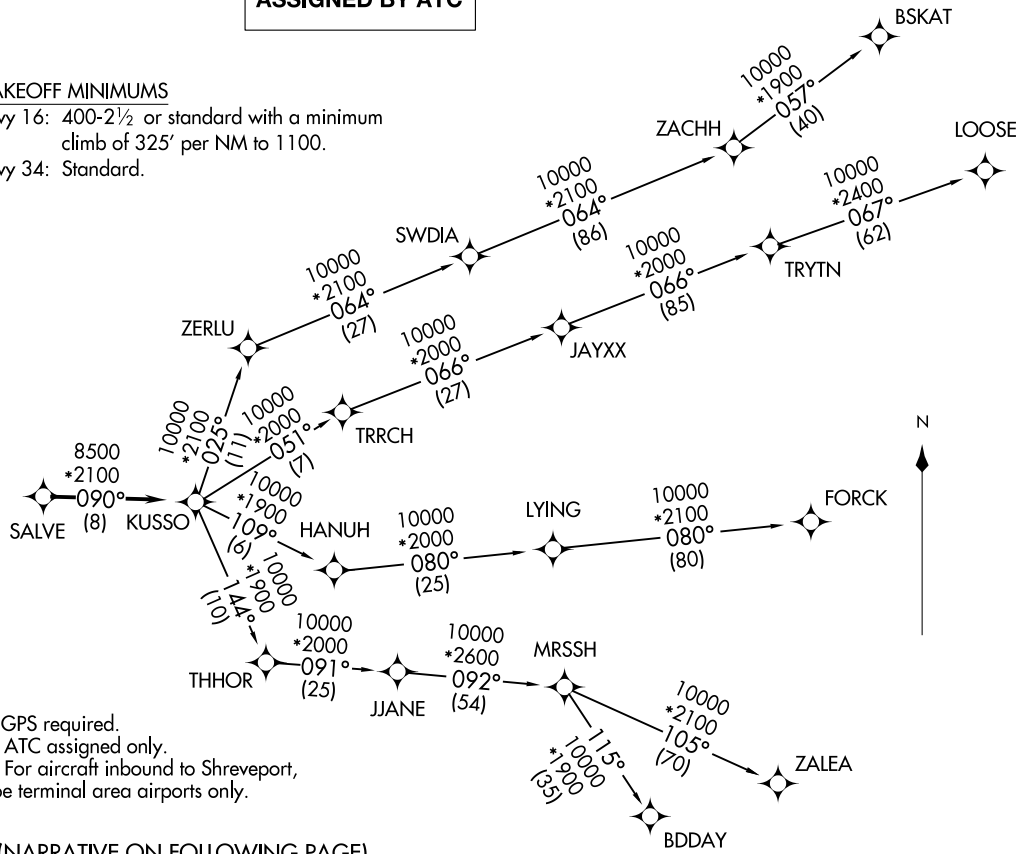 ASSIGNED BY ATC
BSKAT
10000
*1900
057°
(40)
AKEOFF MINIMUMS
wy 16: 400-2½ or standard with a minimum
climb of 325' per NM to 1100.
wy 34: Standard.
ZACHH
LOOSE
10000
*2100
064°
(86)
10000
*2400
067°
(62)
SWDIA
10000
*2100
064°
(27)
10000
*2000
066°
(85)
TRYTN
ZERLU
10000
*2000
066°
(27)
JAYXX
10000
*2100
025°
(11)
10000
*2000
051°
(7)
TRRCH
N
8500
*2100
090°
(8)
SALVE
KUSSO
10000
*1900
109°
(6)
HANUH
10000
*2000
080°
(25)
LYING
10000
*2100
080°
(80)
FORCK
10000
*1900
144°
(10)
THHOR
10000
*2000
091°
(25)
JJANE
10000
*2600
092°
(54)
MRSSH
10000
*2100
105°
(70)
ZALEA
115°
10000
*1900
(35)
BDDAY
GPS required.
ATC assigned only.
For aircraft inbound to Shreveport,
be terminal area airports only.
(NARRATIVE ON FOLLOWING PAGE)